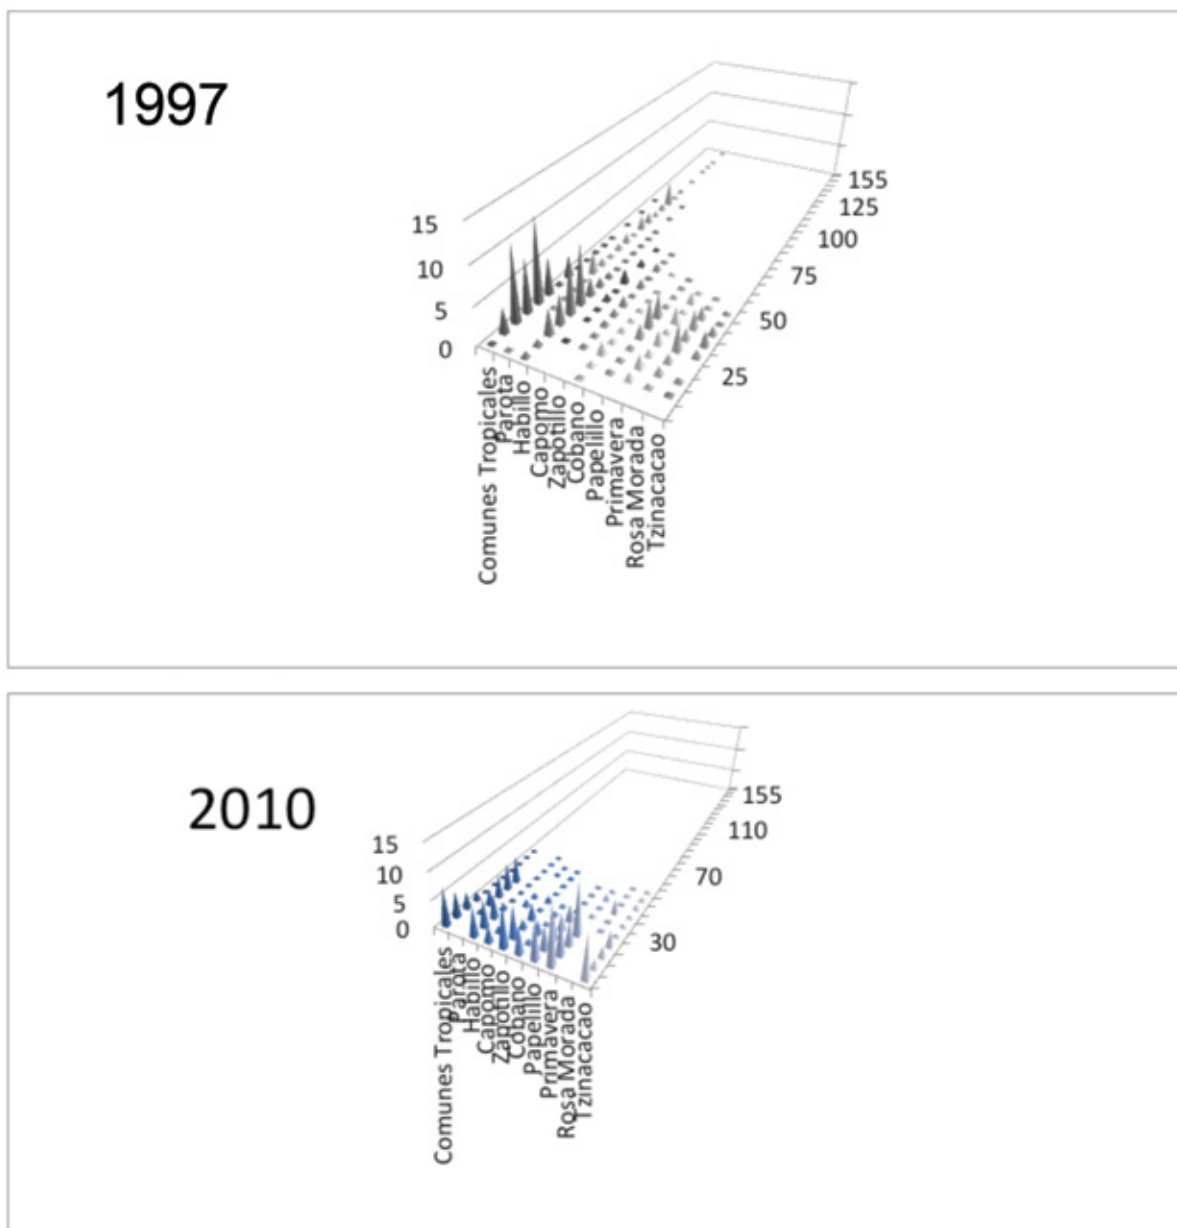 1997
15
10
5
0
155
125
100
75
50
25
Comunes Tropicales
Parota
Habillo
Capomo
Zapotillo
Cobano
Papelillo
Primavera
Rosa Morada
Tzinacacao
2010
15
10
5
0
155
110
70
30
Comunes Tropicales
Parota
Habillo
Capomo
Zapotillo
Cobano
Papelillo
Primavera
Rosa Morada
Tzinacacao